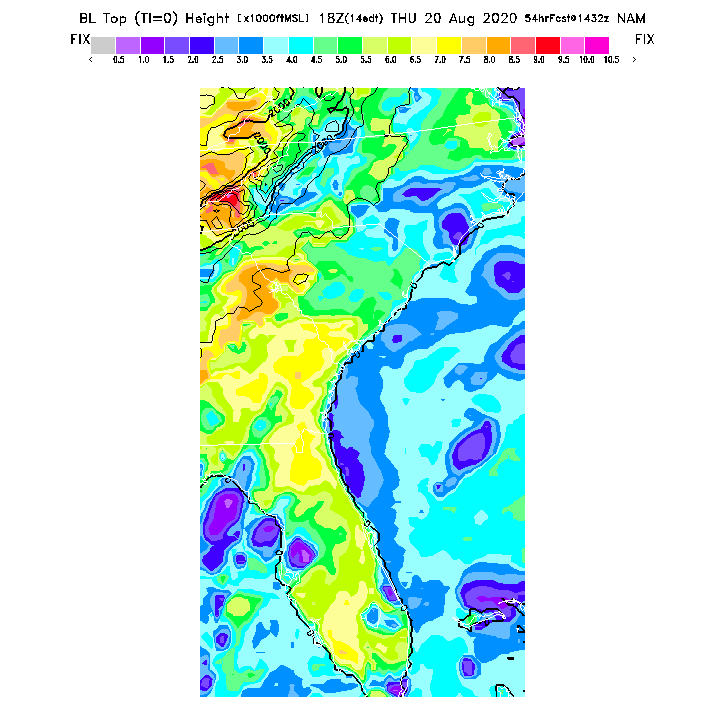 BL Top (TI=0) Height [x1000ftMSL] 18Z(14edt) THU 20 Aug 2020 54hrFcst@1432z NAM
FIX FIX
< 0.5 1.0 1.5 2.0 2.5 3.0 3.5 4.0 4.5 5.0 5.5 6.0 6.5 7.0 7.5 8.0 8.5 9.0 9.5 10.0 10.5 >
2000
2000
2000